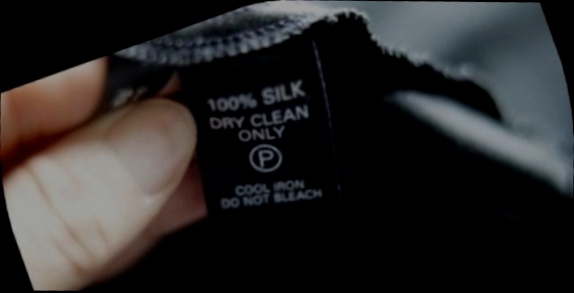 100% SILK
DRY CLEAN
ONLY
P
COOL IRON
DO NOT BLEACH